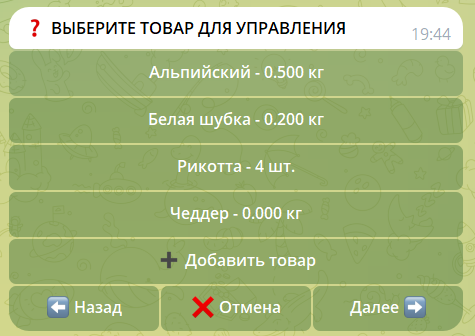 ❓ ВЫБЕРИТЕ ТОВАР ДЛЯ УПРАВЛЕНИЯ
19:44
Альпийский - 0.500 кг
Белая шубка - 0.200 кг
Рикотта - 4 шт.
Чеддер - 0.000 кг
➕ Добавить товар
⬅️ Назад ❌ Отмена Далее ➡️